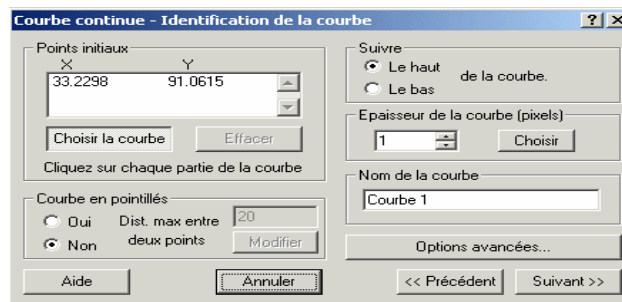 Courbe continue - Identification de la courbe
Points initiaux
X Y
33.2298 91.0615
Choisir la courbe Effacer
Cliquez sur chaque partie de la courbe
Courbe en pointillés
Oui
Non
Dist. max entre
deux points
20
Modifier
Suivre
Le haut
Le bas
de la courbe.
Epaisseur de la courbe (pixels)
1 Choisir
Nom de la courbe
Courbe 1
Options avancées...
Aide Annuler << Précédent Suivant >>